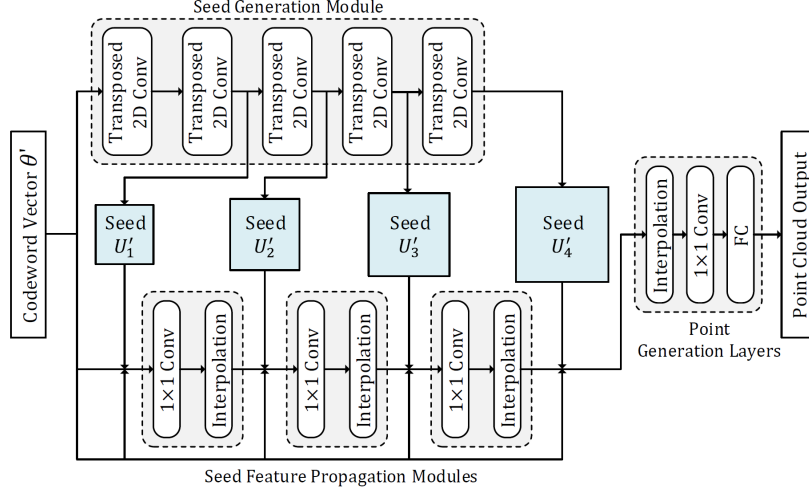 Seed Generation Module
Transposed
2D Conv
Transposed
2D Conv
Transposed
2D Conv
Transposed
2D Conv
Transposed
2D Conv
Codeword Vector θ'
Seed
U′₁
Seed
U′₂
Seed
U′₃
Seed
U′₄
Interpolation
1×1 Conv
FC
Point Cloud Output
Point
Generation Layers
1×1 Conv
Interpolation
1×1 Conv
Interpolation
1×1 Conv
Interpolation
Seed Feature Propagation Modules